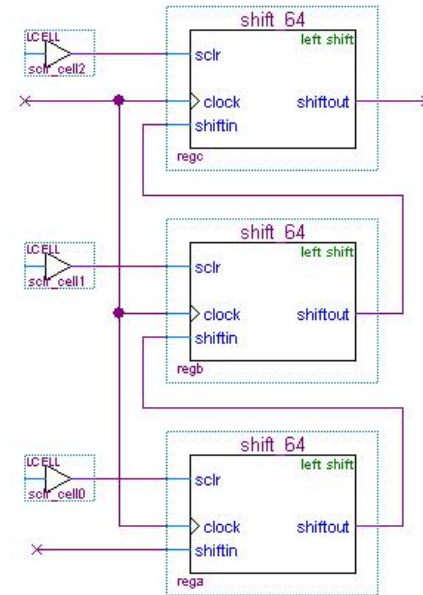 shift_64
LCELL
left shift
sclr
sclr_cell2
clock
shiftout
shiftin
regc
shift_64
LCELL
left shift
sclr
sclr_cell1
clock
shiftout
shiftin
regb
shift_64
LCELL
left shift
sclr
sclr_cell0
clock
shiftout
shiftin
rega